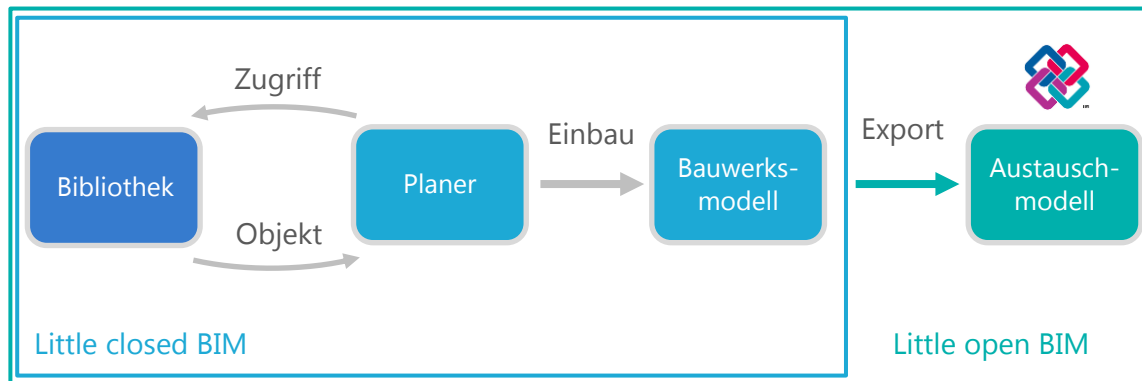 Zugriff
Bibliothek
Planer
Objekt
Einbau
Bauwerks-
modell
Export
Austausch-
modell
Little closed BIM
Little open BIM